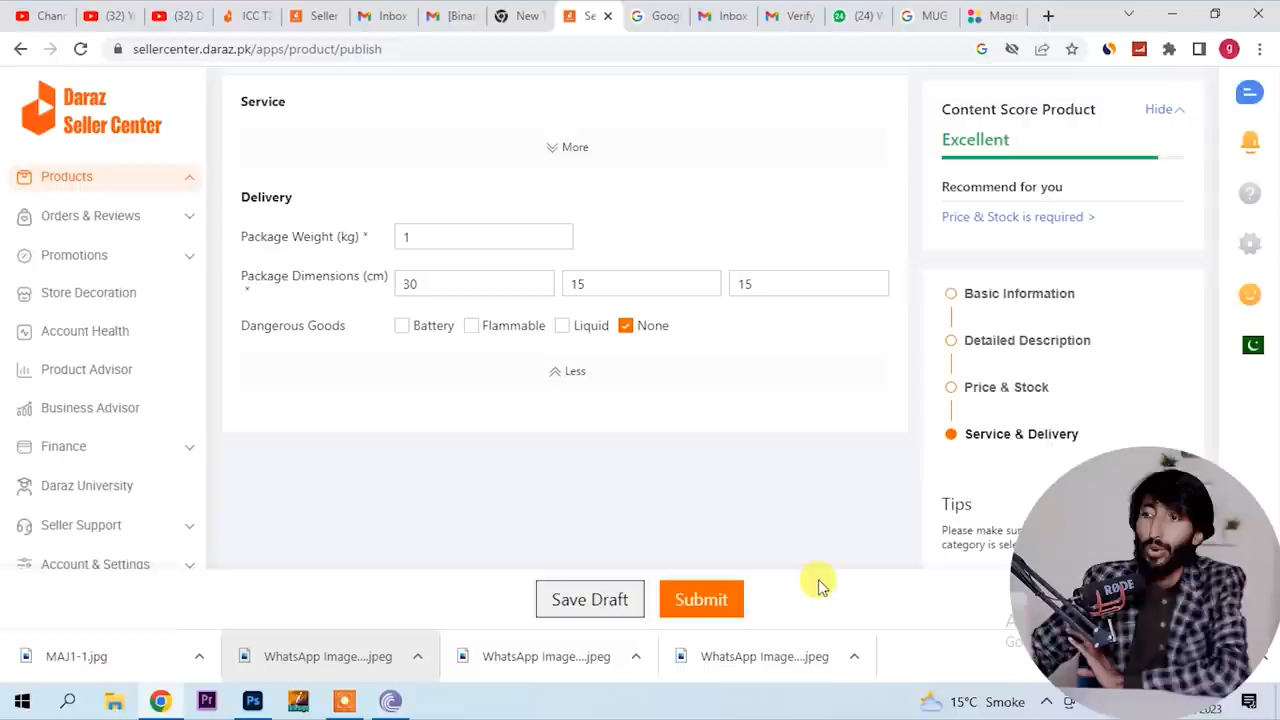 Chann
(32) Y
(32) D
ICC T2
Seller
Inbox
[Binar
New T
Se
Goog
Inbox
Verify
(24) V
MUG
Magic
sellercenter.daraz.pk/apps/product/publish
Daraz
Seller Center
Products
Orders & Reviews
Promotions
Store Decoration
Account Health
Product Advisor
Business Advisor
Finance
Daraz University
Seller Support
Account & Settings
Service
More
Delivery
Package Weight (kg) *
1
Package Dimensions (cm) *
30
15
15
Dangerous Goods
Battery
Flammable
Liquid
None
Less
Save Draft
Submit
Content Score Product
Hide
Excellent
Recommend for you
Price & Stock is required >
Basic Information
Detailed Description
Price & Stock
Service & Delivery
Tips
Please make sur
category is sele
RØDE
MAJ1-1.jpg
WhatsApp Image....jpeg
WhatsApp Image....jpeg
WhatsApp Image....jpeg
15°C Smoke
2023